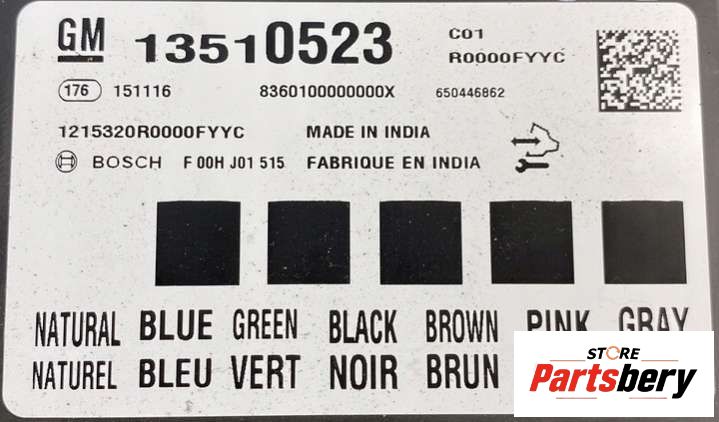 GM 13510523 C01
R0000FYYC
176 151116 8360100000000X 650446862
1215320R0000FYYC MADE IN INDIA
BOSCH F 00H J01 515 FABRIQUE EN INDIA
NATURAL BLUE GREEN BLACK BROWN PINK GRAY
NATUREL BLEU VERT NOIR BRUN
STORE
Partsbery